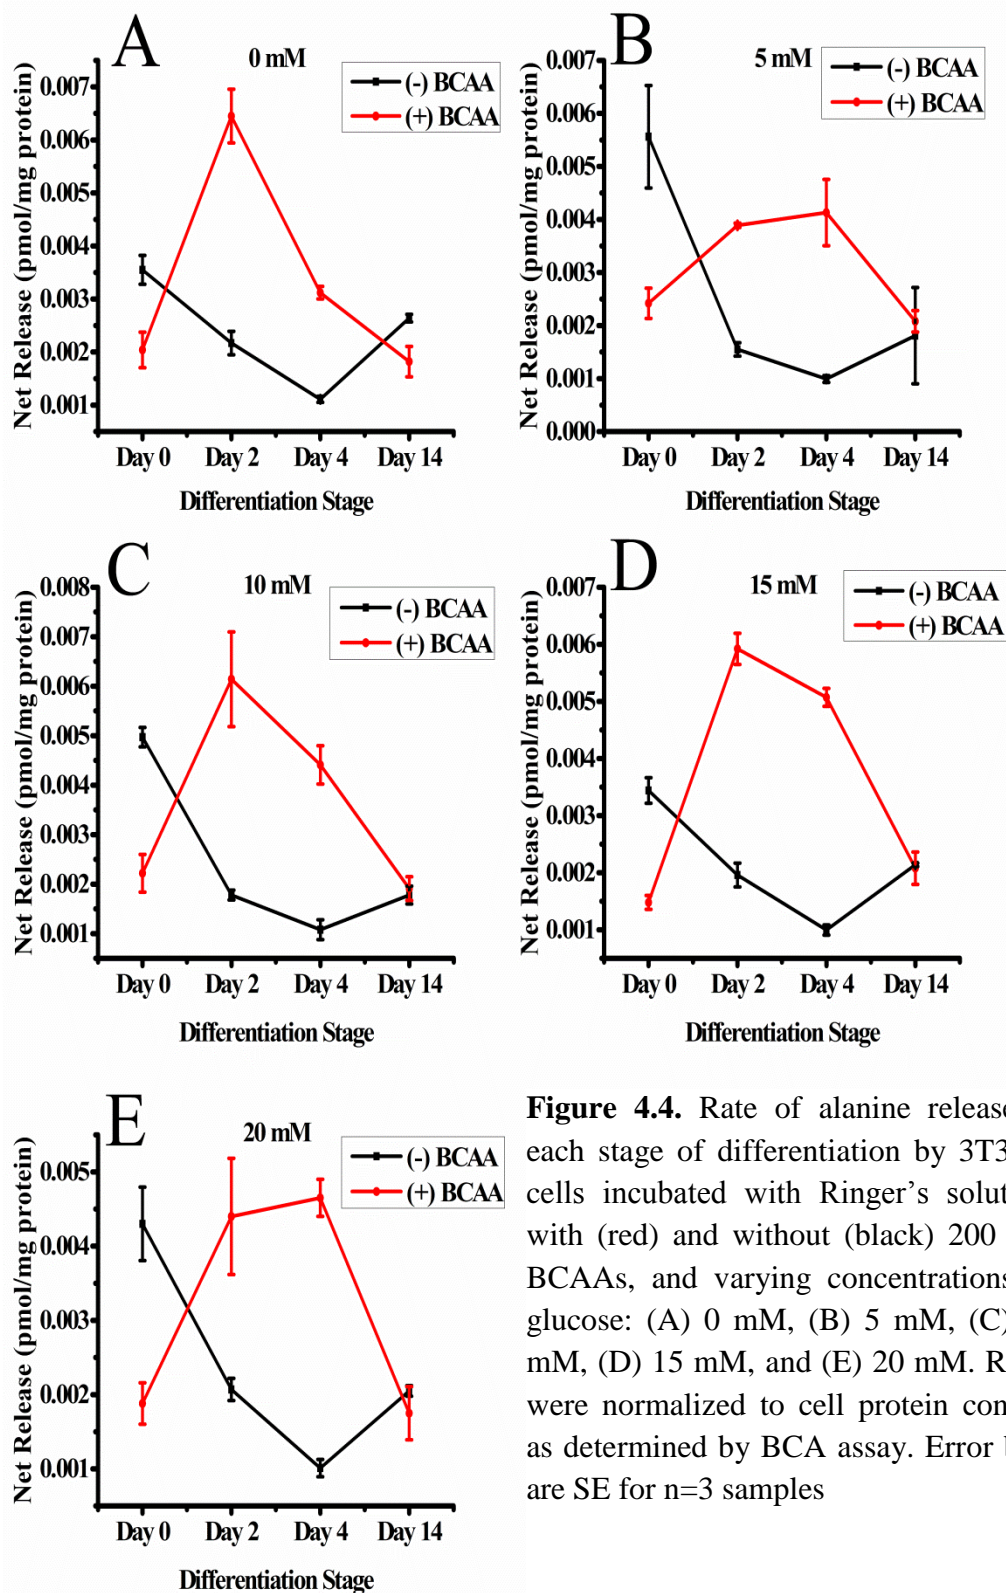 A
0 mM
(-) BCAA
(+) BCAA
Net Release (pmol/mg protein)
0.007
0.006
0.005
0.004
0.003
0.002
0.001
Day 0 Day 2 Day 4 Day 14
Differentiation Stage
B
5 mM
(-) BCAA
(+) BCAA
Net Release (pmol/mg protein)
0.007
0.006
0.005
0.004
0.003
0.002
0.001
0.000
Day 0 Day 2 Day 4 Day 14
Differentiation Stage
C
10 mM
(-) BCAA
(+) BCAA
Net Release (pmol/mg protein)
0.008
0.007
0.006
0.005
0.004
0.003
0.002
0.001
Day 0 Day 2 Day 4 Day 14
Differentiation Stage
D
15 mM
(-) BCAA
(+) BCAA
Net Release (pmol/mg protein)
0.007
0.006
0.005
0.004
0.003
0.002
0.001
Day 0 Day 2 Day 4 Day 14
Differentiation Stage
E
20 mM
(-) BCAA
(+) BCAA
Net Release (pmol/mg protein)
0.005
0.004
0.003
0.002
0.001
Day 0 Day 2 Day 4 Day 14
Differentiation Stage
Figure 4.4. Rate of alanine release
each stage of differentiation by 3T3
cells incubated with Ringer's solut
with (red) and without (black) 200
BCAAs, and varying concentrations
glucose: (A) 0 mM, (B) 5 mM, (C)
mM, (D) 15 mM, and (E) 20 mM. R
were normalized to cell protein con
as determined by BCA assay. Error b
are SE for n=3 samples